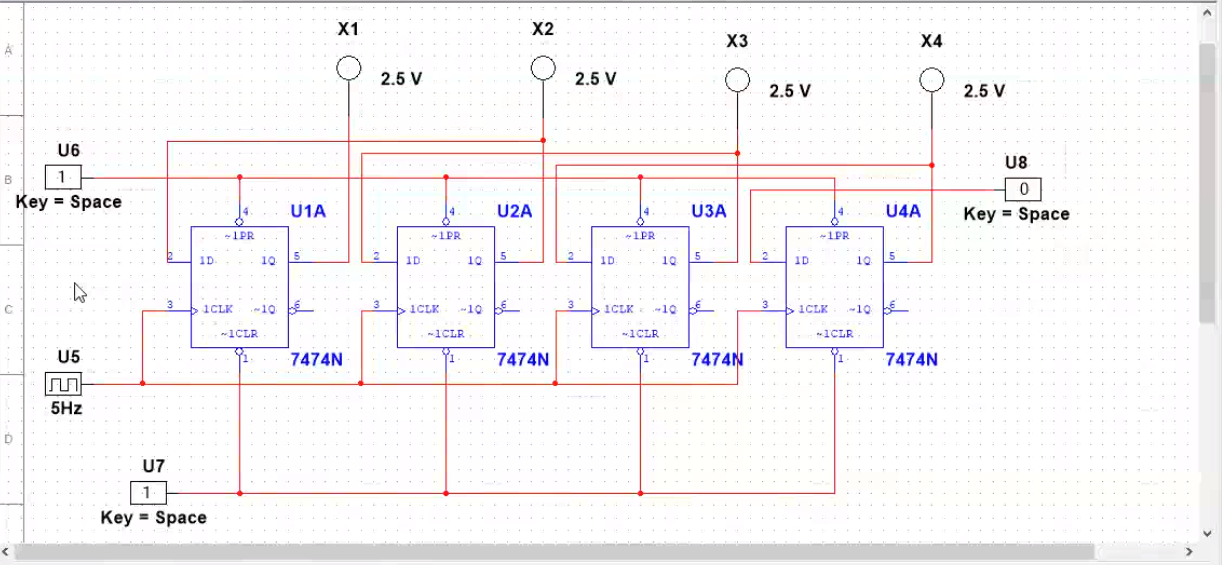 X1
X2
X3
X4
2.5 V
2.5 V
2.5 V
2.5 V
A
B
C
D
U6
1
Key = Space
U8
0
Key = Space
4
U1A
4
U2A
4
U3A
4
U4A
~1PR
~1PR
~1PR
~1PR
2
1D
1Q
5
2
1D
1Q
5
2
1D
1Q
5
2
1D
1Q
5
3
1CLK
~1Q
6
3
1CLK
~1Q
6
3
1CLK
~1Q
6
3
1CLK
~1Q
6
~1CLR
~1CLR
~1CLR
~1CLR
1
7474N
1
7474N
1
7474N
1
7474N
U5
5Hz
U7
1
Key = Space